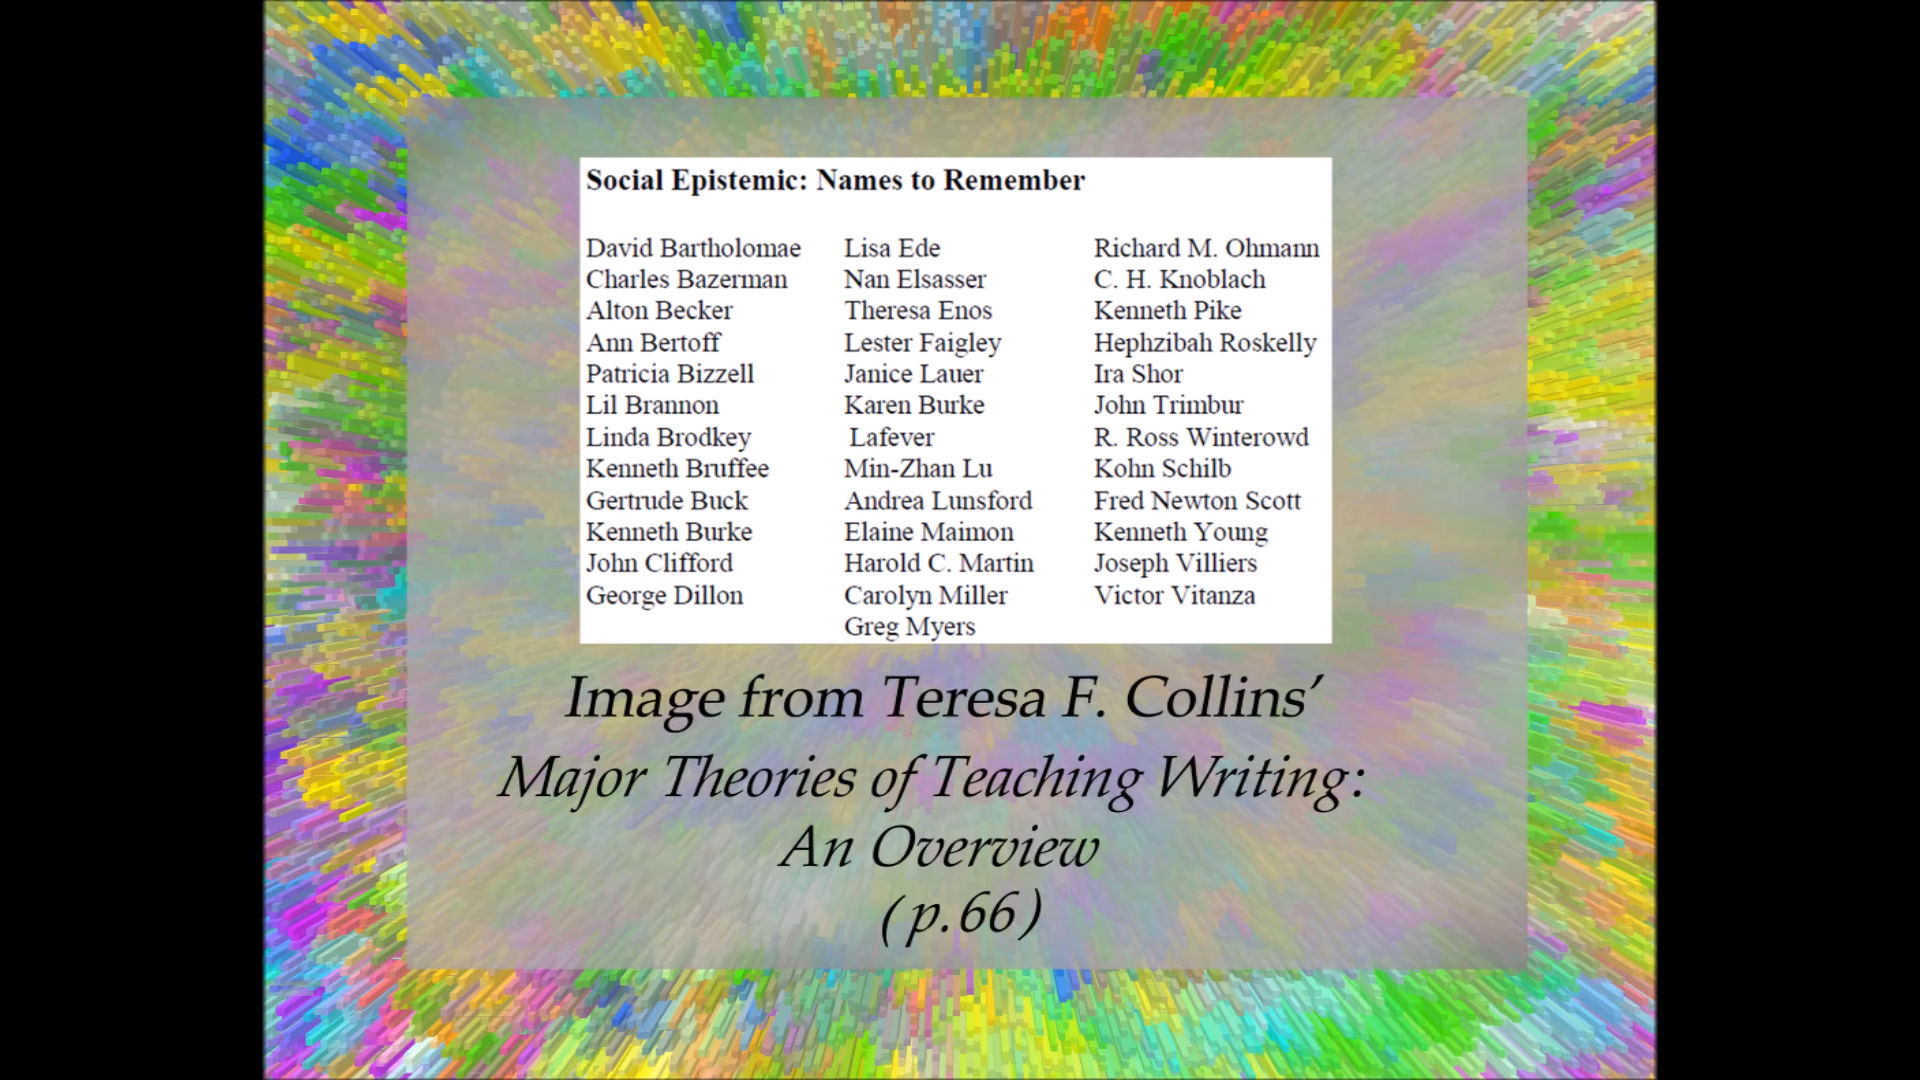 Social Epistemic: Names to Remember
David Bartholomae
Charles Bazerman
Alton Becker
Ann Bertoff
Patricia Bizzell
Lil Brannon
Linda Brodkey
Kenneth Bruffee
Gertrude Buck
Kenneth Burke
John Clifford
George Dillon
Lisa Ede
Nan Elsasser
Theresa Enos
Lester Faigley
Janice Lauer
Karen Burke
Lafever
Min-Zhan Lu
Andrea Lunsford
Elaine Maimon
Harold C. Martin
Carolyn Miller
Greg Myers
Richard M. Ohmann
C. H. Knoblach
Kenneth Pike
Hephzibah Roskelly
Ira Shor
John Trimbur
R. Ross Winterowd
Kohn Schilb
Fred Newton Scott
Kenneth Young
Joseph Villiers
Victor Vitanza
Image from Teresa F. Collins’
Major Theories of Teaching Writing:
An Overview
(p.66)